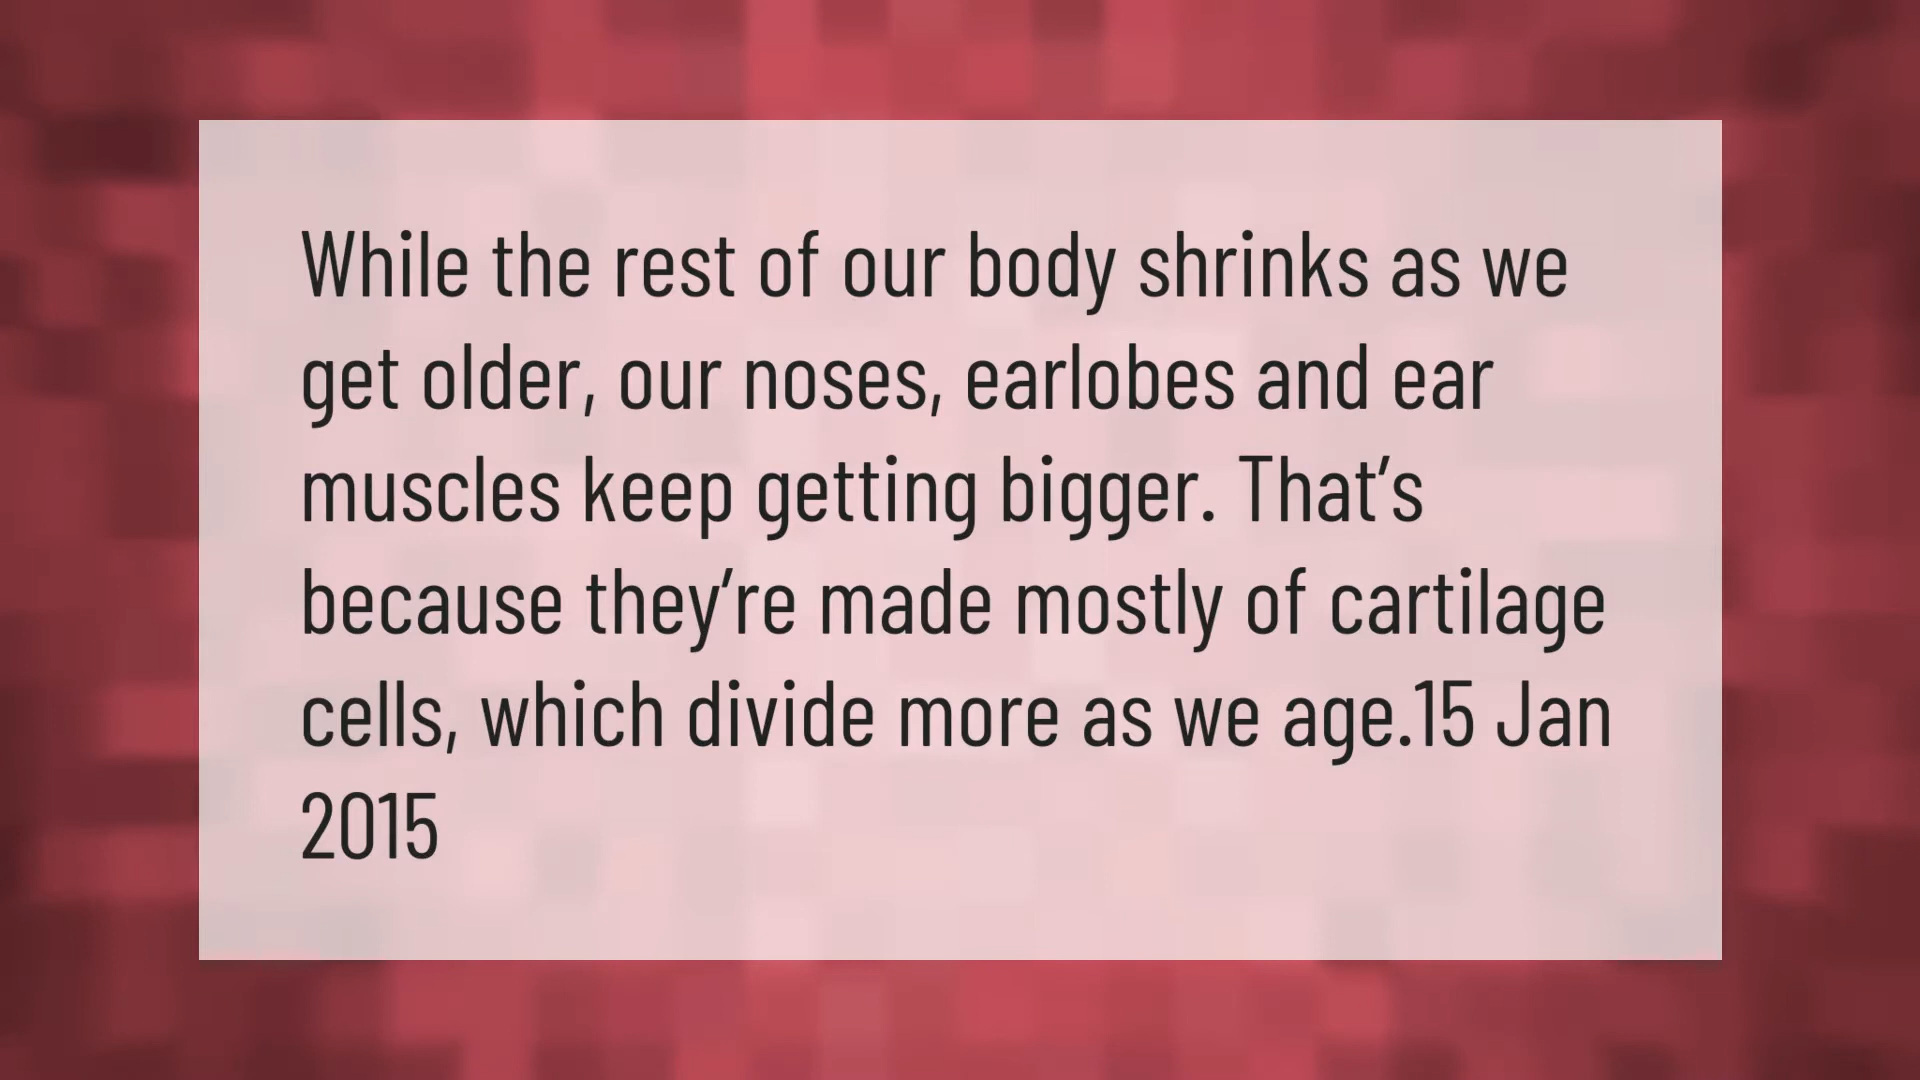 While the rest of our body shrinks as we
get older, our noses, earlobes and ear
muscles keep getting bigger. That’s
because they’re made mostly of cartilage
cells, which divide more as we age.15 Jan
2015